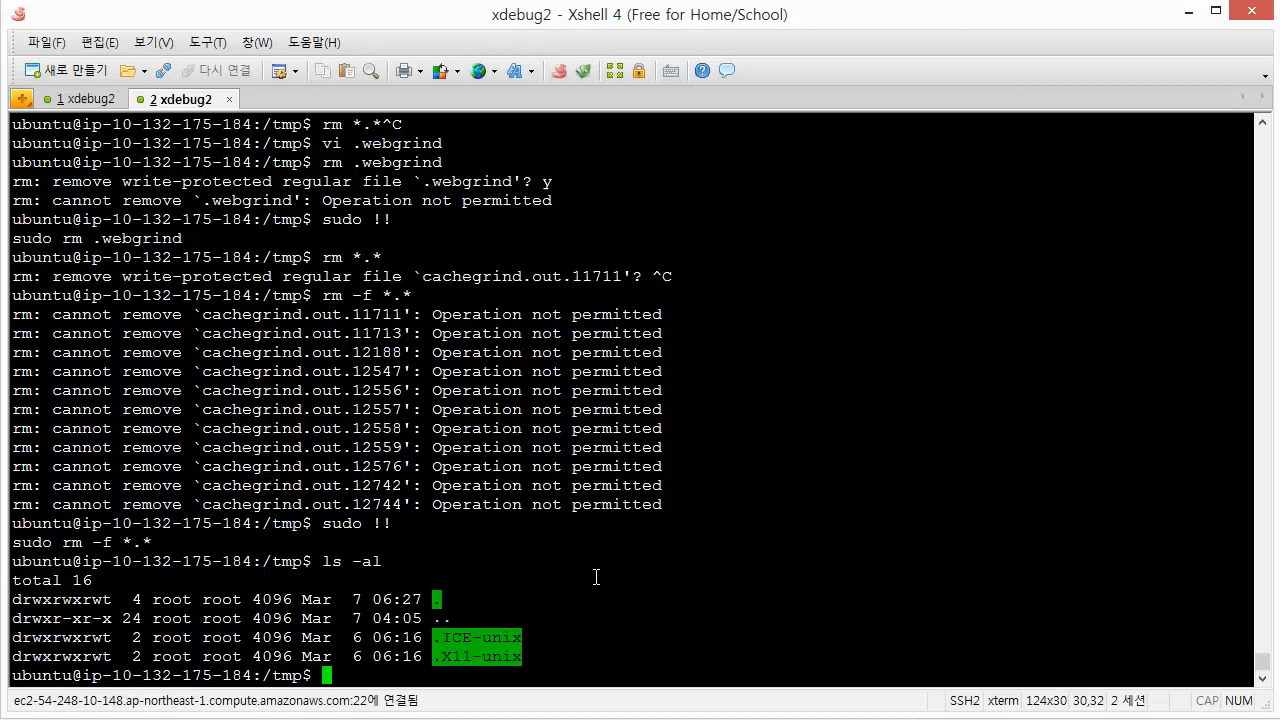 xdebug2 - Xshell 4 (Free for Home/School)
파일(F) 편집(E) 보기(V) 도구(T) 창(W) 도움말(H)
새로 만들기 다시 연결
1 xdebug2 2 xdebug2 ×
ubuntu@ip-10-132-175-184:/tmp$ rm *.*^C
ubuntu@ip-10-132-175-184:/tmp$ vi .webgrind
ubuntu@ip-10-132-175-184:/tmp$ rm .webgrind
rm: remove write-protected regular file `.webgrind'? y
rm: cannot remove `.webgrind': Operation not permitted
ubuntu@ip-10-132-175-184:/tmp$ sudo !!
sudo rm .webgrind
ubuntu@ip-10-132-175-184:/tmp$ rm *.*
rm: remove write-protected regular file `cachegrind.out.11711'? ^C
ubuntu@ip-10-132-175-184:/tmp$ rm -f *.*
rm: cannot remove `cachegrind.out.11711': Operation not permitted
rm: cannot remove `cachegrind.out.11713': Operation not permitted
rm: cannot remove `cachegrind.out.12188': Operation not permitted
rm: cannot remove `cachegrind.out.12547': Operation not permitted
rm: cannot remove `cachegrind.out.12556': Operation not permitted
rm: cannot remove `cachegrind.out.12557': Operation not permitted
rm: cannot remove `cachegrind.out.12558': Operation not permitted
rm: cannot remove `cachegrind.out.12559': Operation not permitted
rm: cannot remove `cachegrind.out.12576': Operation not permitted
rm: cannot remove `cachegrind.out.12742': Operation not permitted
rm: cannot remove `cachegrind.out.12744': Operation not permitted
ubuntu@ip-10-132-175-184:/tmp$ sudo !!
sudo rm -f *.*
ubuntu@ip-10-132-175-184:/tmp$ ls -al
total 16
drwxrwxrwt  4 root root 4096 Mar  7 06:27 .
drwxr-xr-x 24 root root 4096 Mar  7 04:05 ..
drwxrwxrwt  2 root root 4096 Mar  6 06:16 .ICE-unix
drwxrwxrwt  2 root root 4096 Mar  6 06:16 .X11-unix
ubuntu@ip-10-132-175-184:/tmp$
ec2-54-248-10-148.ap-northeast-1.compute.amazonaws.com:22에 연결됨 SSH2 xterm 124x30 30,32 2 세션 CAP NUM